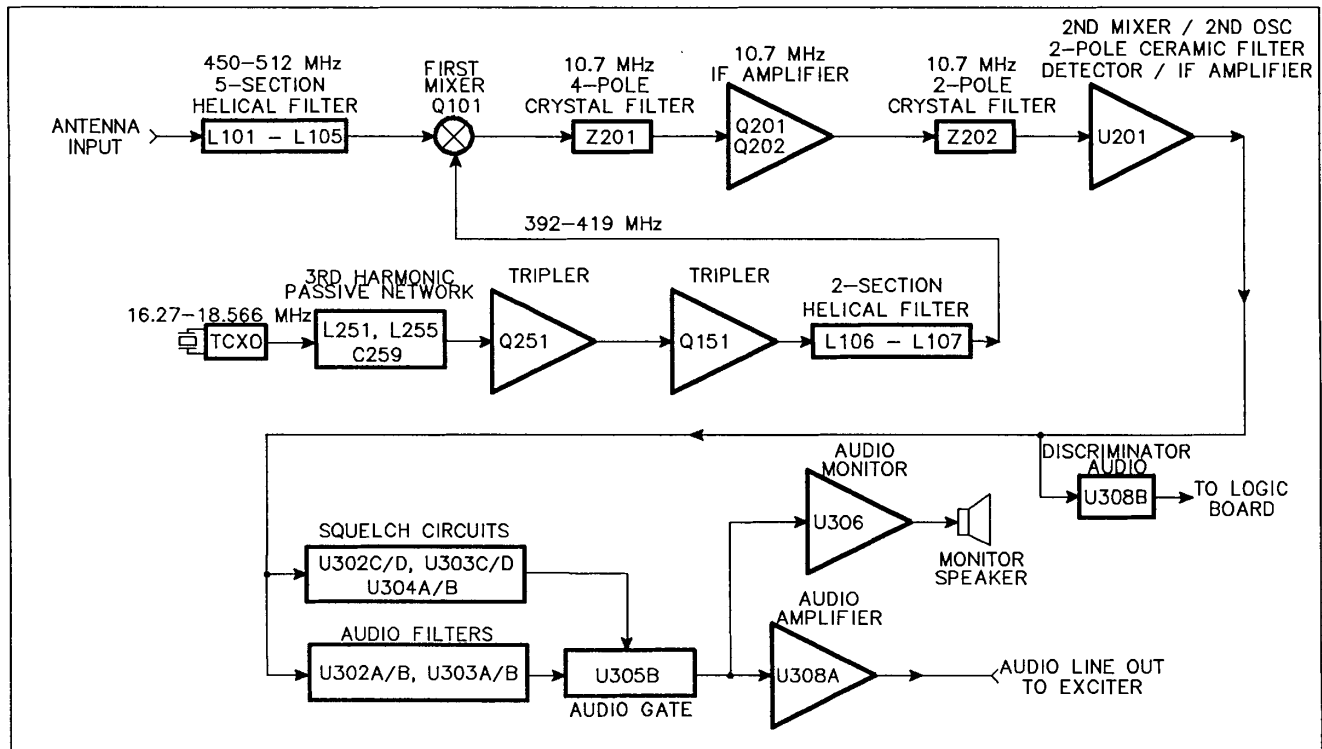 450-512 MHz
5-SECTION
HELICAL FILTER
L101 - L105
ANTENNA
INPUT
FIRST
MIXER
Q101
10.7 MHz
4-POLE
CRYSTAL FILTER
Z201
10.7 MHz
IF AMPLIFIER
Q201
Q202
10.7 MHz
2-POLE
CRYSTAL FILTER
Z202
2ND MIXER / 2ND OSC
2-POLE CERAMIC FILTER
DETECTOR / IF AMPLIFIER
U201
392-419 MHz
16.27-18.566 MHz
TCXO
3RD HARMONIC
PASSIVE NETWORK
L251, L255
C259
TRIPLER
Q251
TRIPLER
Q151
2-SECTION
HELICAL FILTER
L106 - L107
DISCRIMINATOR
AUDIO
U308B
TO LOGIC
BOARD
AUDIO
MONITOR
U306
MONITOR
SPEAKER
SQUELCH CIRCUITS
U302C/D, U303C/D
U304A/B
AUDIO FILTERS
U302A/B, U303A/B
U305B
AUDIO GATE
AUDIO
AMPLIFIER
U308A
AUDIO LINE OUT
TO EXCITER